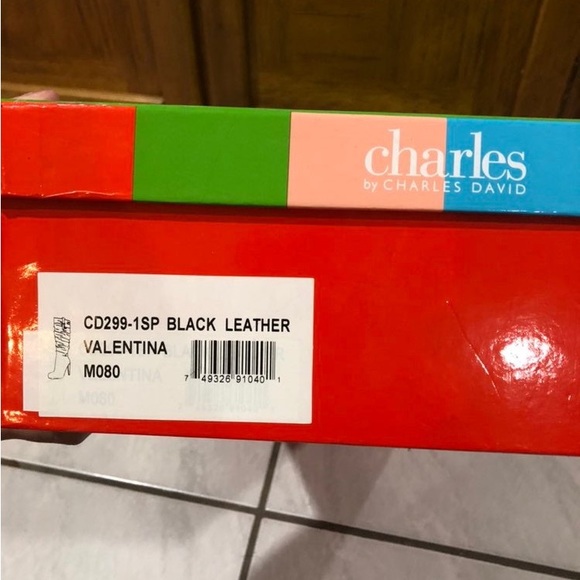 charles
by CHARLES DAVID
CD299-1SP BLACK LEATHER
VALENTINA
M080
7 49326 91040 1